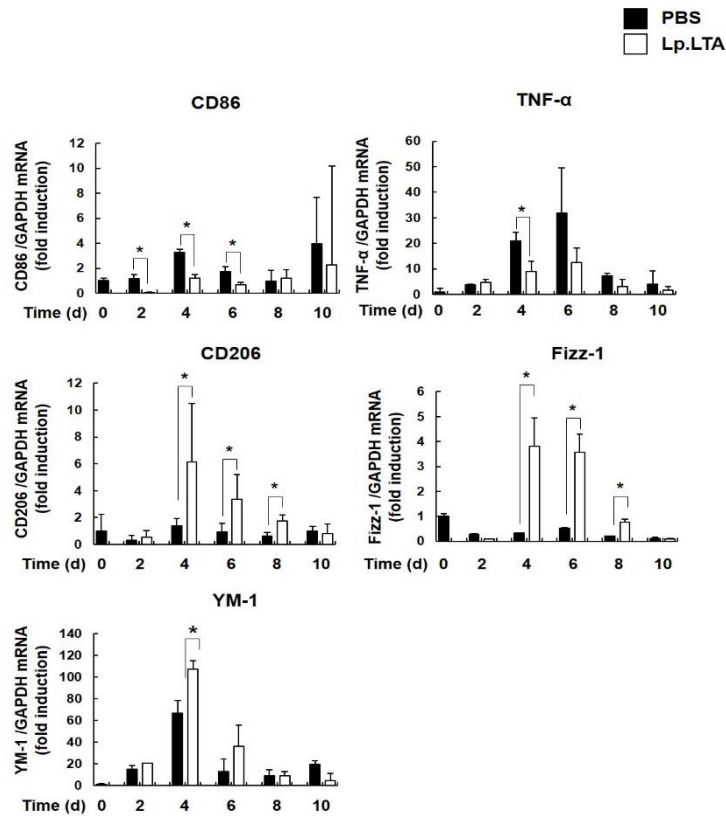 PBS
Lp.LTA
CD86
CD86 /GAPDH mRNA
(fold induction)
12
10
8
6
4
2
0
* * *
Time (d) 0 2 4 6 8 10
TNF-α
TNF-α /GAPDH mRNA
(fold induction)
60
50
40
30
20
10
0
*
Time (d) 0 2 4 6 8 10
CD206
CD206 /GAPDH mRNA
(fold induction)
12
10
8
6
4
2
0
* * *
Time (d) 0 2 4 6 8 10
Fizz-1
Fizz-1 /GAPDH mRNA
(fold induction)
6
5
4
3
2
1
0
* * *
Time (d) 0 2 4 6 8 10
YM-1
YM-1 /GAPDH mRNA
(fold induction)
140
120
100
80
60
40
20
0
*
Time (d) 0 2 4 6 8 10